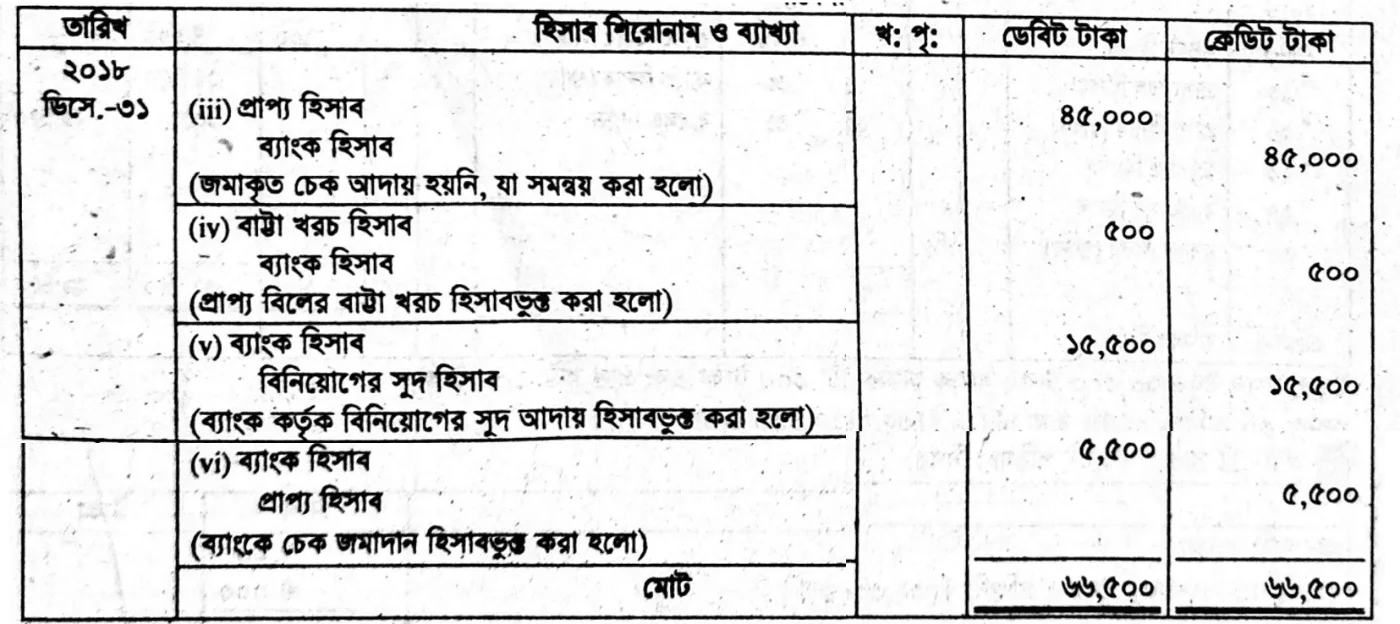 তারিখ হিসাব শিরোনাম ও ব্যাখ্যা খ: পৃ: ডেবিট টাকা ক্রেডিট টাকা
২০১৮
ডিসে.-৩১ (iii) প্রাপ্য হিসাব ৪৫,০০০
ব্যাংক হিসাব ৪৫,০০০
(জমাকৃত চেক আদায় হয়নি, যা সমন্বয় করা হলো)
(iv) বাট্টা খরচ হিসাব ৫০০
ব্যাংক হিসাব ৫০০
(প্রাপ্য বিলের বাট্টা খরচ হিসাবভুক্ত করা হলো)
(v) ব্যাংক হিসাব ১৫,৫০০
বিনিয়োগের সুদ হিসাব ১৫,৫০০
(ব্যাংক কর্তৃক বিনিয়োগের সুদ আদায় হিসাবভুক্ত করা হলো)
(vi) ব্যাংক হিসাব ৫,৫০০
প্রাপ্য হিসাব ৫,৫০০
(ব্যাংকে চেক জমাদান হিসাবভুক্ত করা হলো)
মোট ৬৬,৫০০ ৬৬,৫০০